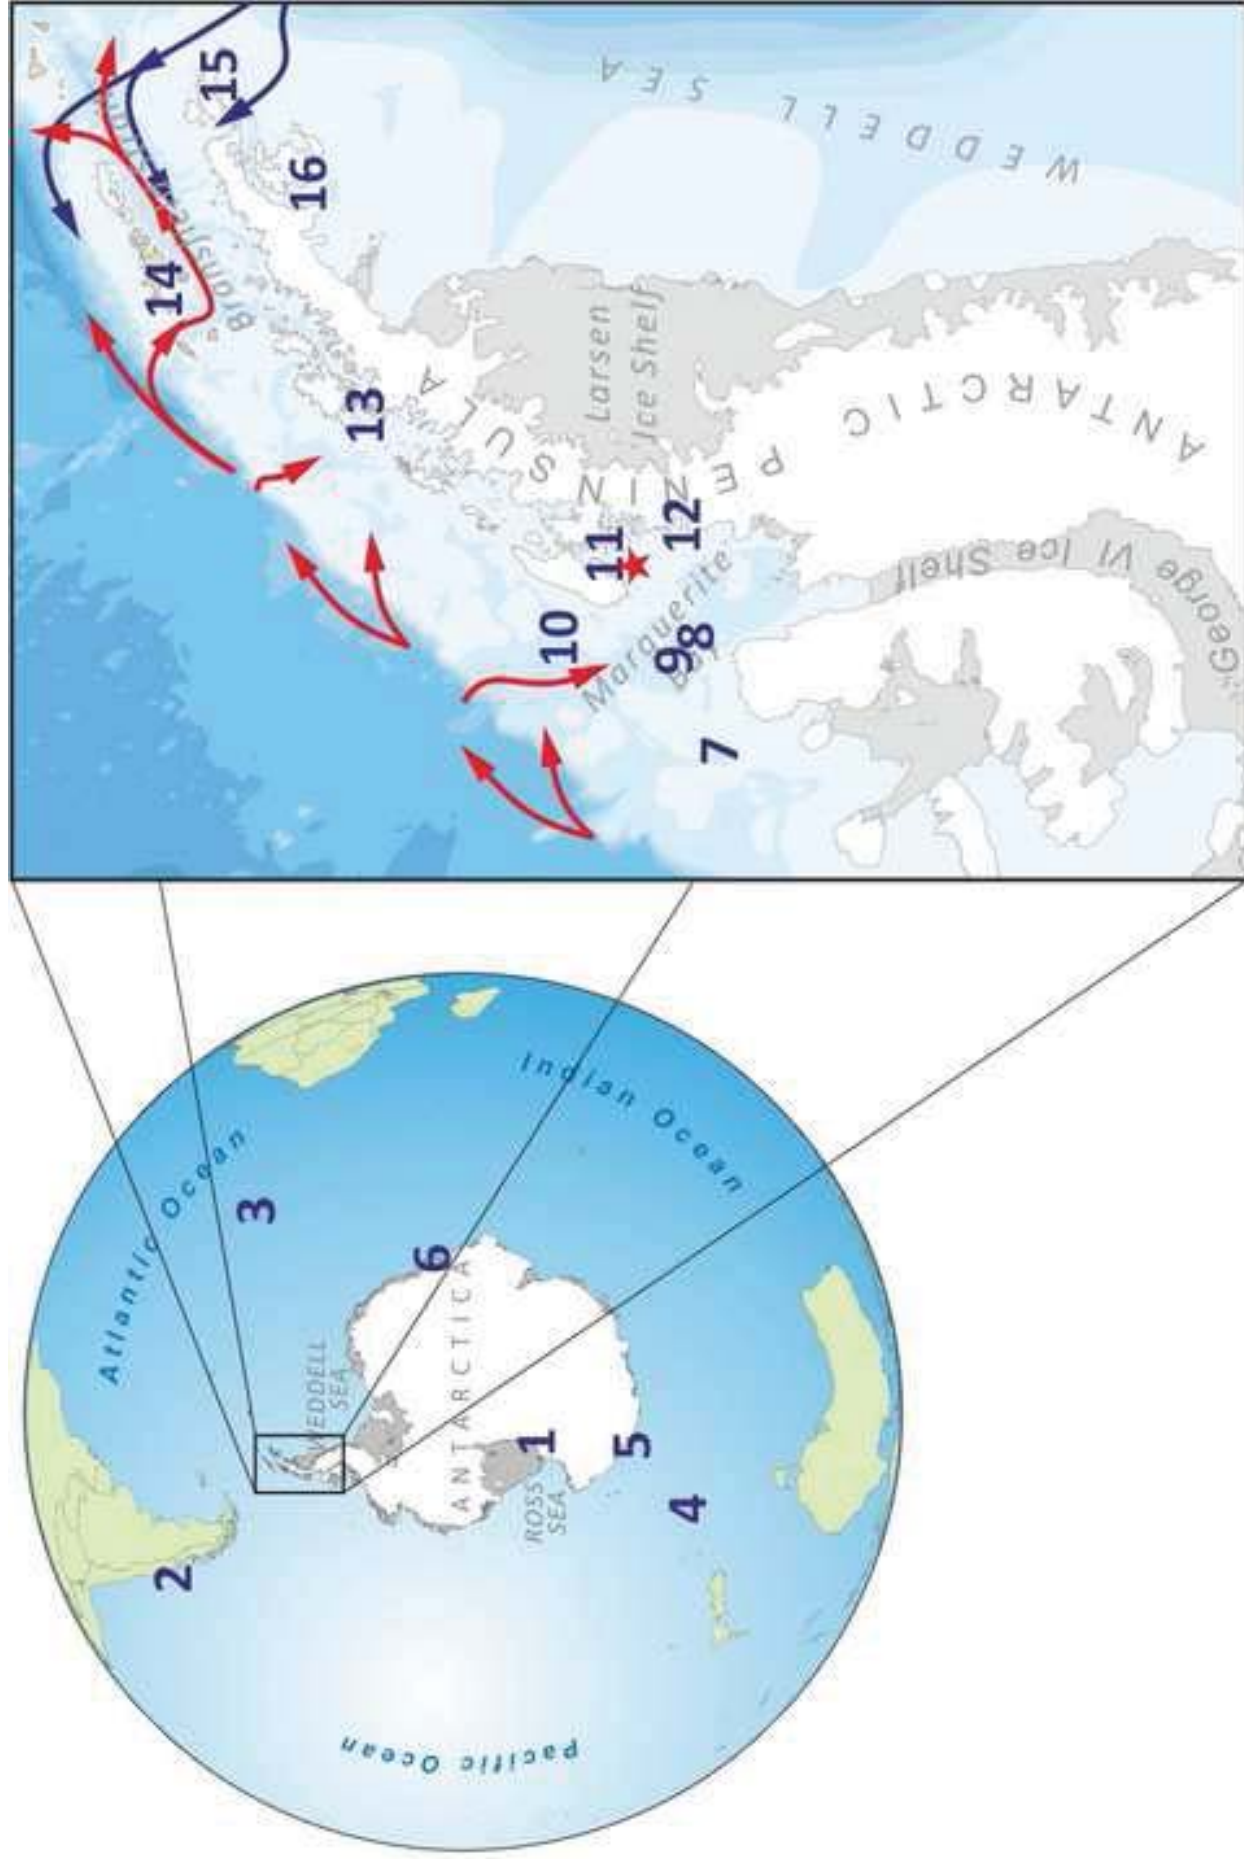 Atlantic Ocean
Indian Ocean
Pacific Ocean
WEDDELL
SEA
ANTARCTICA
ROSS
SEA
1
2
3
4
5
6
WEDDELL SEA
ANTARCTIC
PENINSULA
Larsen
Ice Shelf
George VI Ice Shelf
Marguerite
7
8
9
10
11
12
13
14
15
16